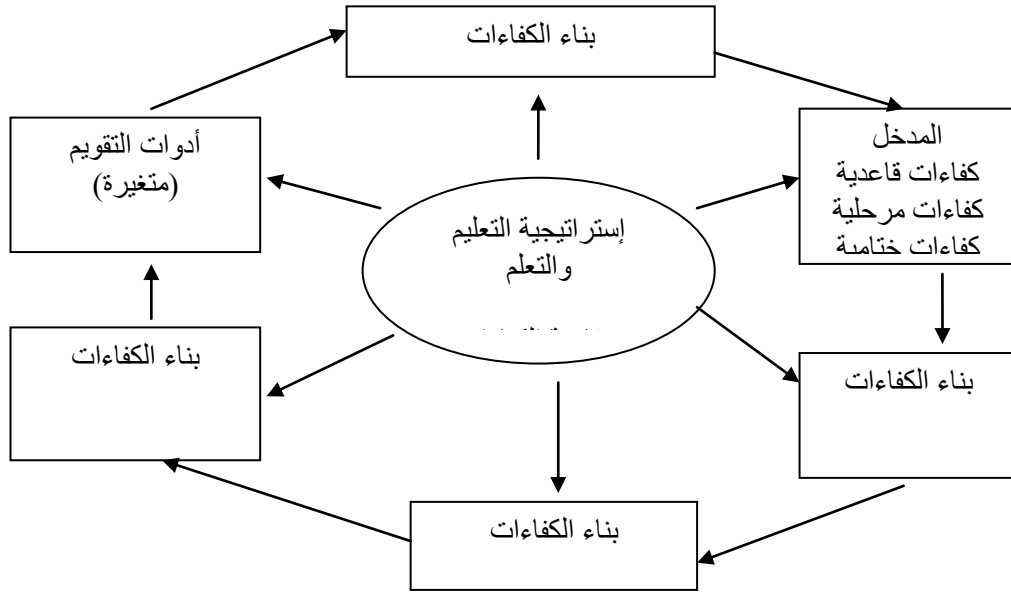 بناء الكفاءات
المدخل
كفاءات قاعدية
كفاءات مرحلية
كفاءات ختامية
أدوات التقويم
(متغيرة)
إستراتيجية التعليم
والتعلم
بناء الكفاءات
بناء الكفاءات
بناء الكفاءات